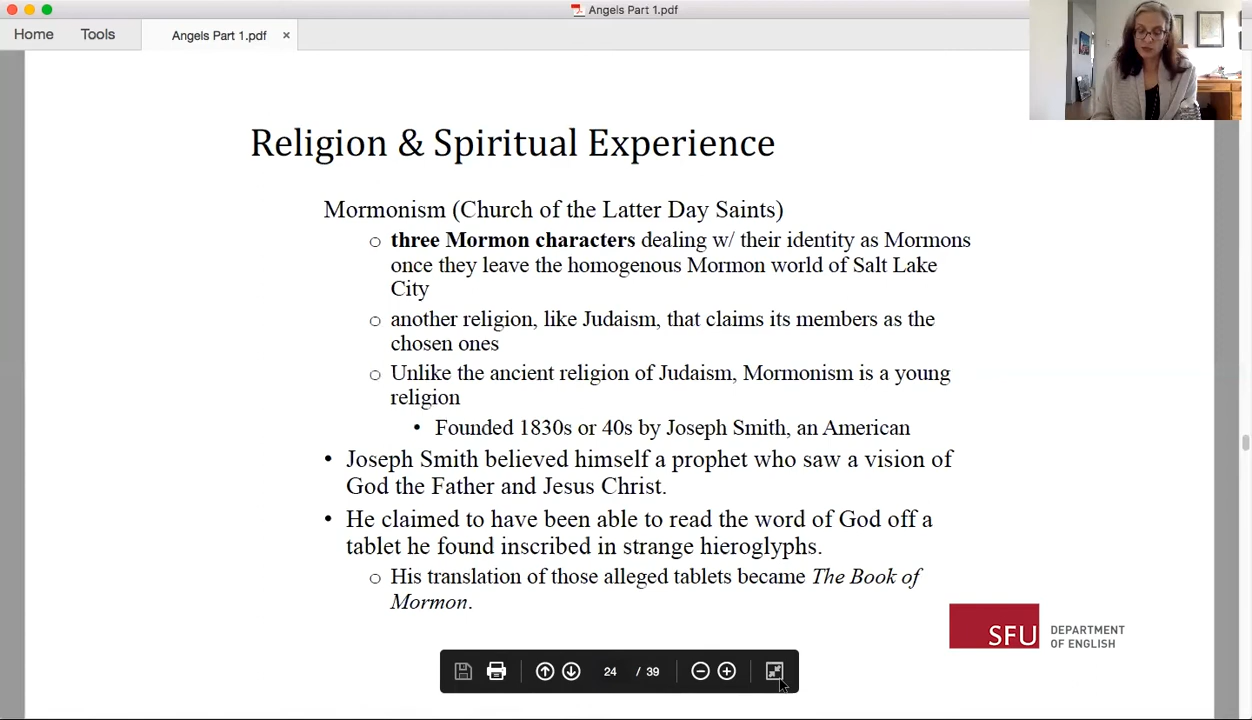 Angels Part 1.pdf
Home Tools Angels Part 1.pdf ×
Religion & Spiritual Experience
Mormonism (Church of the Latter Day Saints)
○ three Mormon characters dealing w/ their identity as Mormons
once they leave the homogenous Mormon world of Salt Lake
City
○ another religion, like Judaism, that claims its members as the
chosen ones
○ Unlike the ancient religion of Judaism, Mormonism is a young
religion
• Founded 1830s or 40s by Joseph Smith, an American
• Joseph Smith believed himself a prophet who saw a vision of
God the Father and Jesus Christ.
• He claimed to have been able to read the word of God off a
tablet he found inscribed in strange hieroglyphs.
○ His translation of those alleged tablets became The Book of
Mormon.
SFU DEPARTMENT
OF ENGLISH
24 / 39